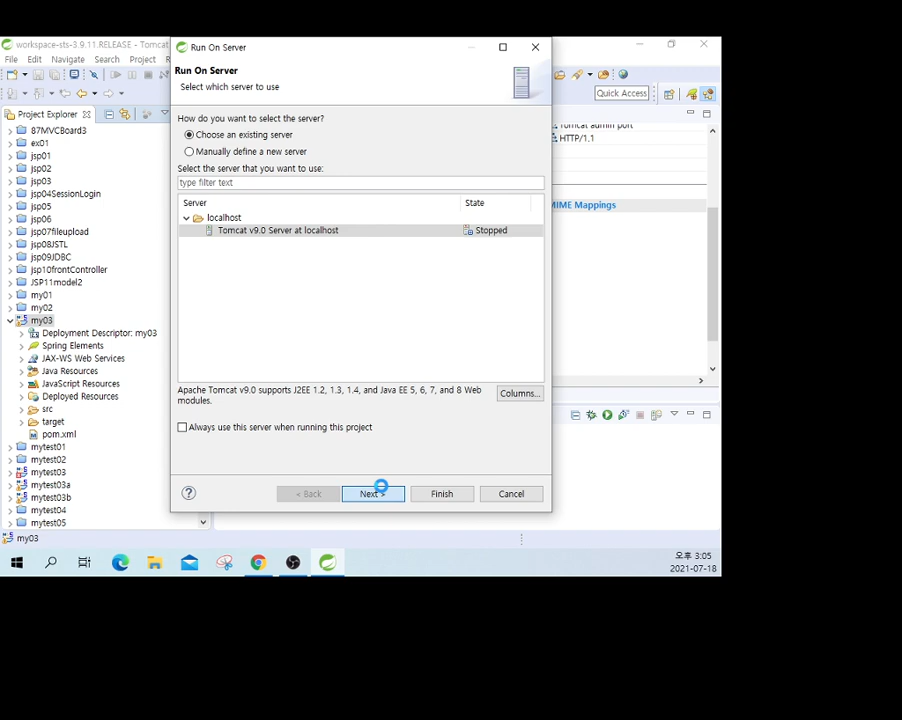 workspace-sts-3.9.11.RELEASE - Tomcat
File Edit Navigate Search Project
Quick Access
Project Explorer
87MVCBoard3
ex01
jsp01
jsp02
jsp03
jsp04SessionLogin
jsp05
jsp06
jsp07fileupload
jsp08JSTL
jsp09JDBC
jsp10frontController
JSP11model2
my01
my02
my03
Deployment Descriptor: my03
Spring Elements
JAX-WS Web Services
Java Resources
JavaScript Resources
Deployed Resources
src
target
pom.xml
mytest01
mytest02
mytest03
mytest03a
mytest03b
mytest04
mytest05
my03
Run On Server
Run On Server
Select which server to use
How do you want to select the server?
Choose an existing server
Manually define a new server
Select the server that you want to use:
type filter text
Server State
localhost
Tomcat v9.0 Server at localhost Stopped
Apache Tomcat v9.0 supports J2EE 1.2, 1.3, 1.4, and Java EE 5, 6, 7, and 8 Web
modules.
Columns...
Always use this server when running this project
< Back Next > Finish Cancel
Tomcat admin port
HTTP/1.1
MIME Mappings
오후 3:05
2021-07-18